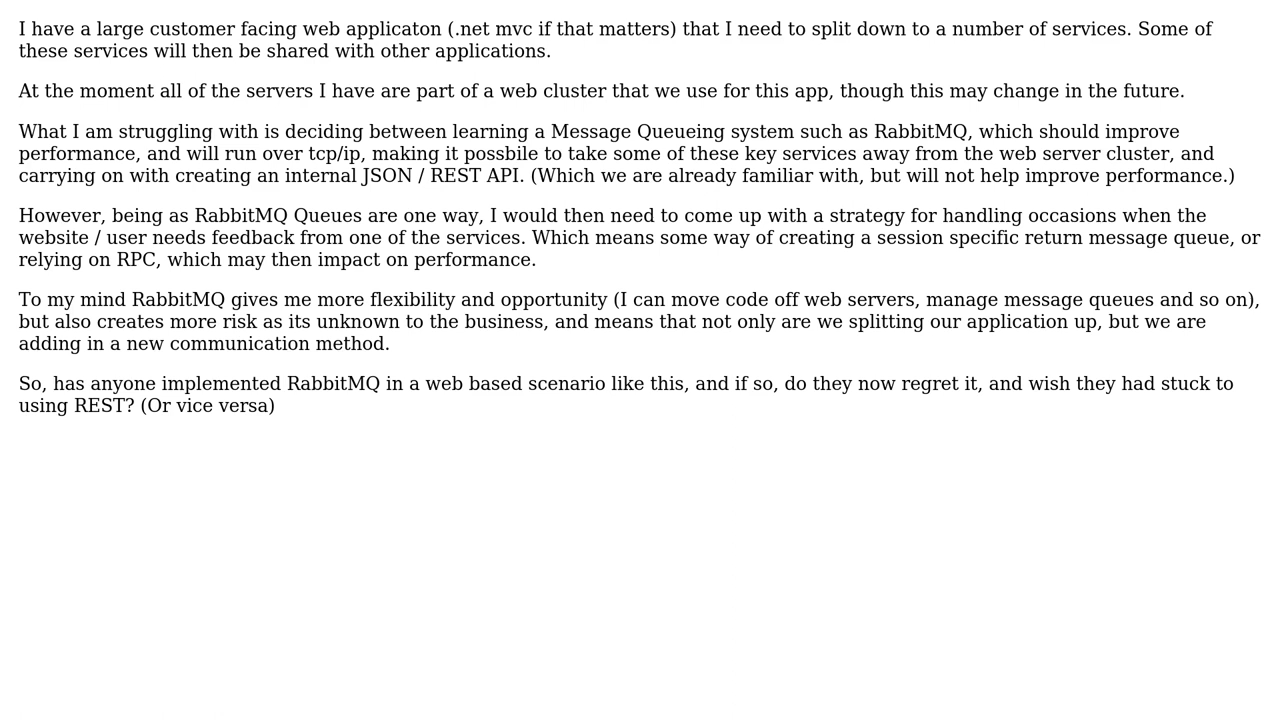 I have a large customer facing web applicaton (.net mvc if that matters) that I need to split down to a number of services. Some of
these services will then be shared with other applications.
At the moment all of the servers I have are part of a web cluster that we use for this app, though this may change in the future.
What I am struggling with is deciding between learning a Message Queueing system such as RabbitMQ, which should improve
performance, and will run over tcp/ip, making it possbile to take some of these key services away from the web server cluster, and
carrying on with creating an internal JSON / REST API. (Which we are already familiar with, but will not help improve performance.)
However, being as RabbitMQ Queues are one way, I would then need to come up with a strategy for handling occasions when the
website / user needs feedback from one of the services. Which means some way of creating a session specific return message queue, or
relying on RPC, which may then impact on performance.
To my mind RabbitMQ gives me more flexibility and opportunity (I can move code off web servers, manage message queues and so on),
but also creates more risk as its unknown to the business, and means that not only are we splitting our application up, but we are
adding in a new communication method.
So, has anyone implemented RabbitMQ in a web based scenario like this, and if so, do they now regret it, and wish they had stuck to
using REST? (Or vice versa)